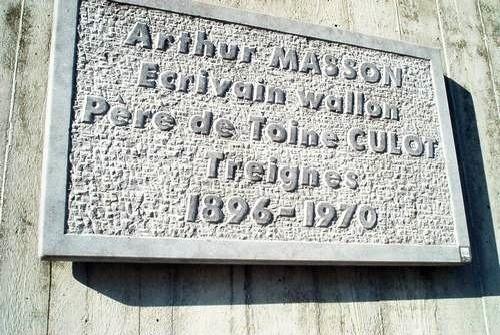 Arthur MASSON
Ecrivain wallon
Père de Toine CULOT
Treignes
1896-1970